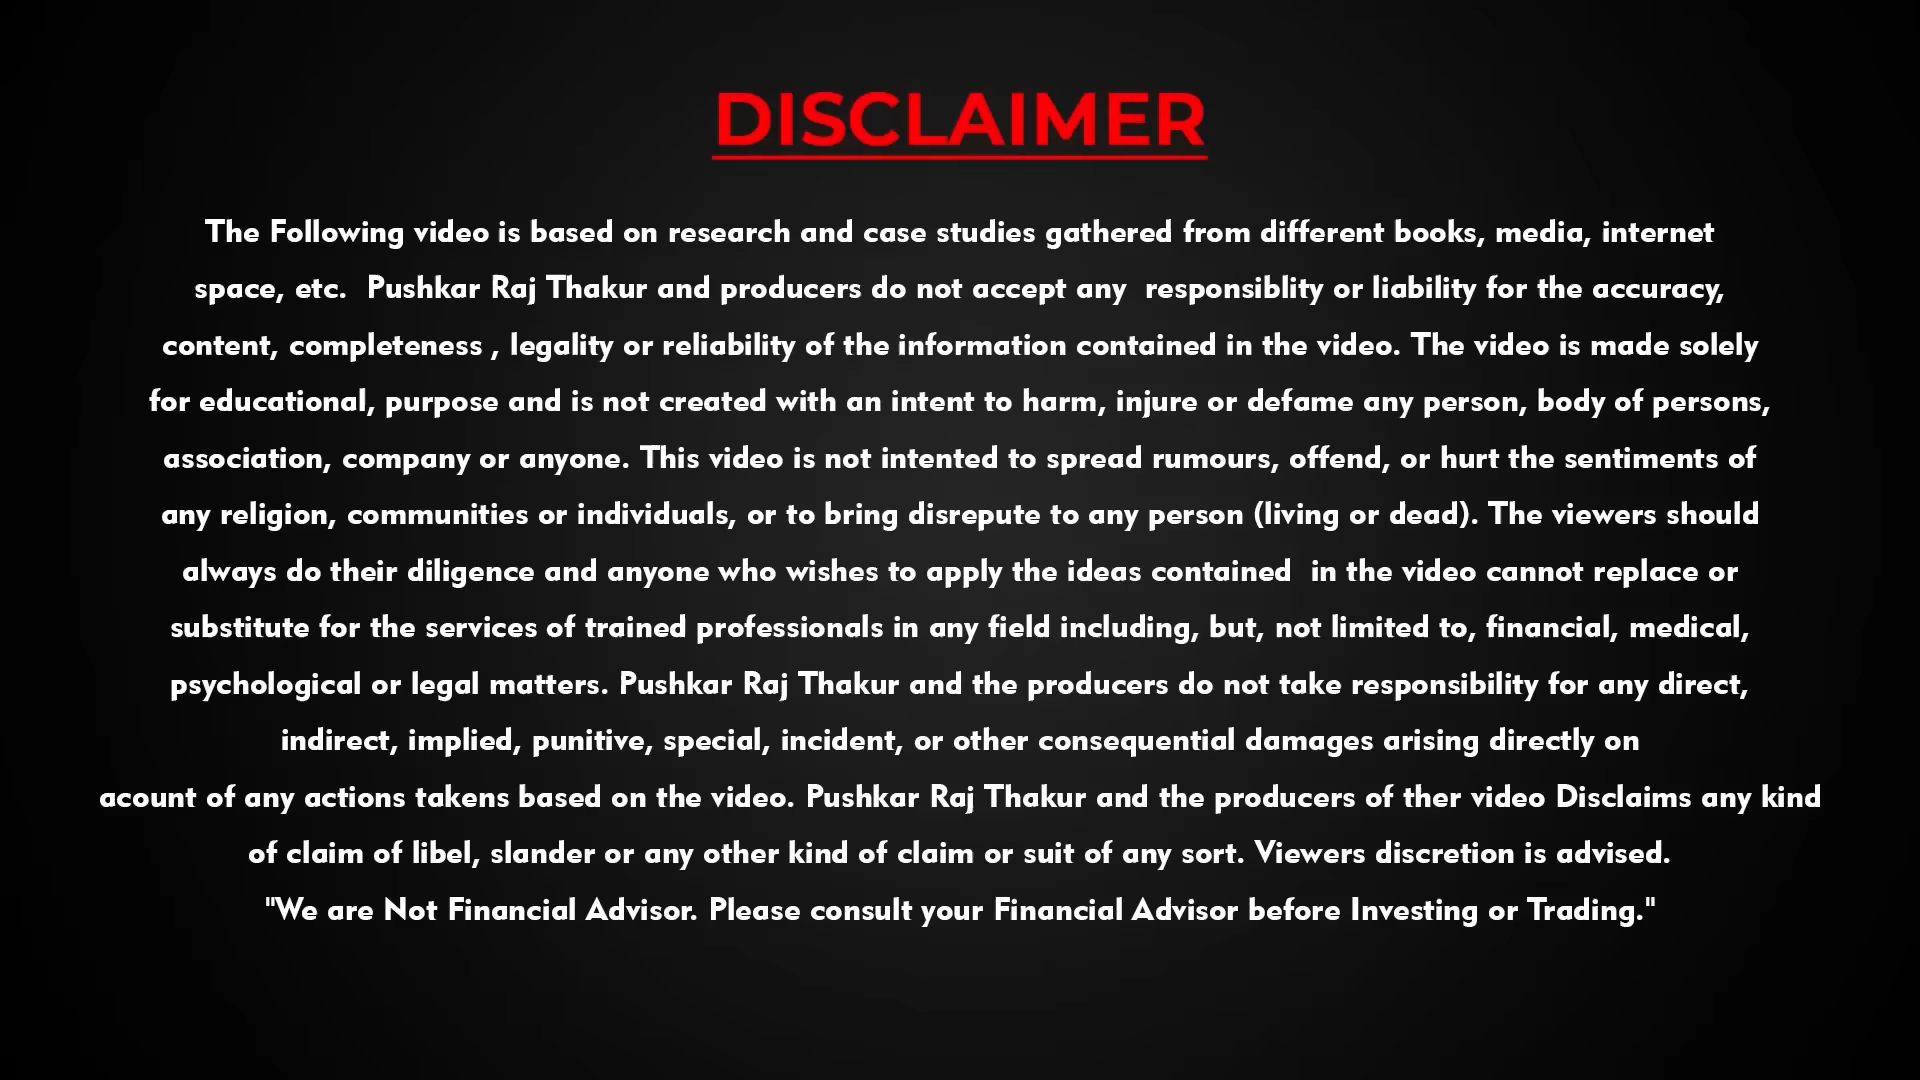 DISCLAIMER
The Following video is based on research and case studies gathered from different books, media, internet
space, etc.  Pushkar Raj Thakur and producers do not accept any  responsiblity or liability for the accuracy,
content, completeness , legality or reliability of the information contained in the video. The video is made solely
for educational, purpose and is not created with an intent to harm, injure or defame any person, body of persons,
association, company or anyone. This video is not intented to spread rumours, offend, or hurt the sentiments of
any religion, communities or individuals, or to bring disrepute to any person (living or dead). The viewers should
always do their diligence and anyone who wishes to apply the ideas contained  in the video cannot replace or
substitute for the services of trained professionals in any field including, but, not limited to, financial, medical,
psychological or legal matters. Pushkar Raj Thakur and the producers do not take responsibility for any direct,
indirect, implied, punitive, special, incident, or other consequential damages arising directly on
acount of any actions takens based on the video. Pushkar Raj Thakur and the producers of ther video Disclaims any kind
of claim of libel, slander or any other kind of claim or suit of any sort. Viewers discretion is advised.
"We are Not Financial Advisor. Please consult your Financial Advisor before Investing or Trading."